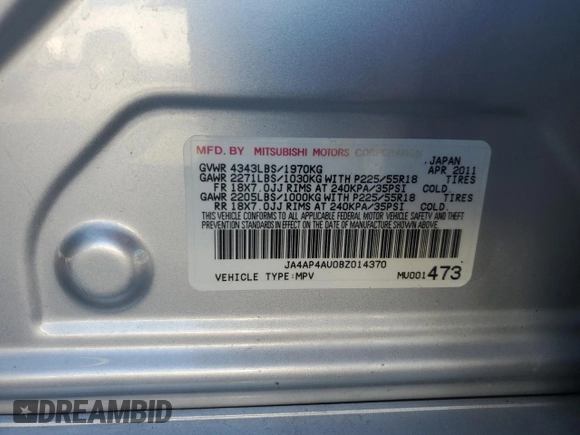 MFD. BY MITSUBISHI MOTORS CORPORATION JAPAN
GVWR 4343LBS/1970KG APR 2011
GAWR 2271LBS/1030KG WITH P225/55R18 TIRES
FR 18X7.0JJ RIMS AT 240KPA/35PSI COLD.
GAWR 2205LBS/1000KG WITH P225/55R18 TIRES
RR 18X7.0JJ RIMS AT 240KPA/35PSI COLD.
THIS VEHICLE CONFORMS TO ALL APPLICABLE FEDERAL MOTOR VEHICLE SAFETY AND THEFT
PREVENTION STANDARDS IN EFFECT ON THE DATE OF MANUFACTURE SHOWN ABOVE.
JA4AP4AU0BZ014370
VEHICLE TYPE:MPV MU001473
DREAMBID